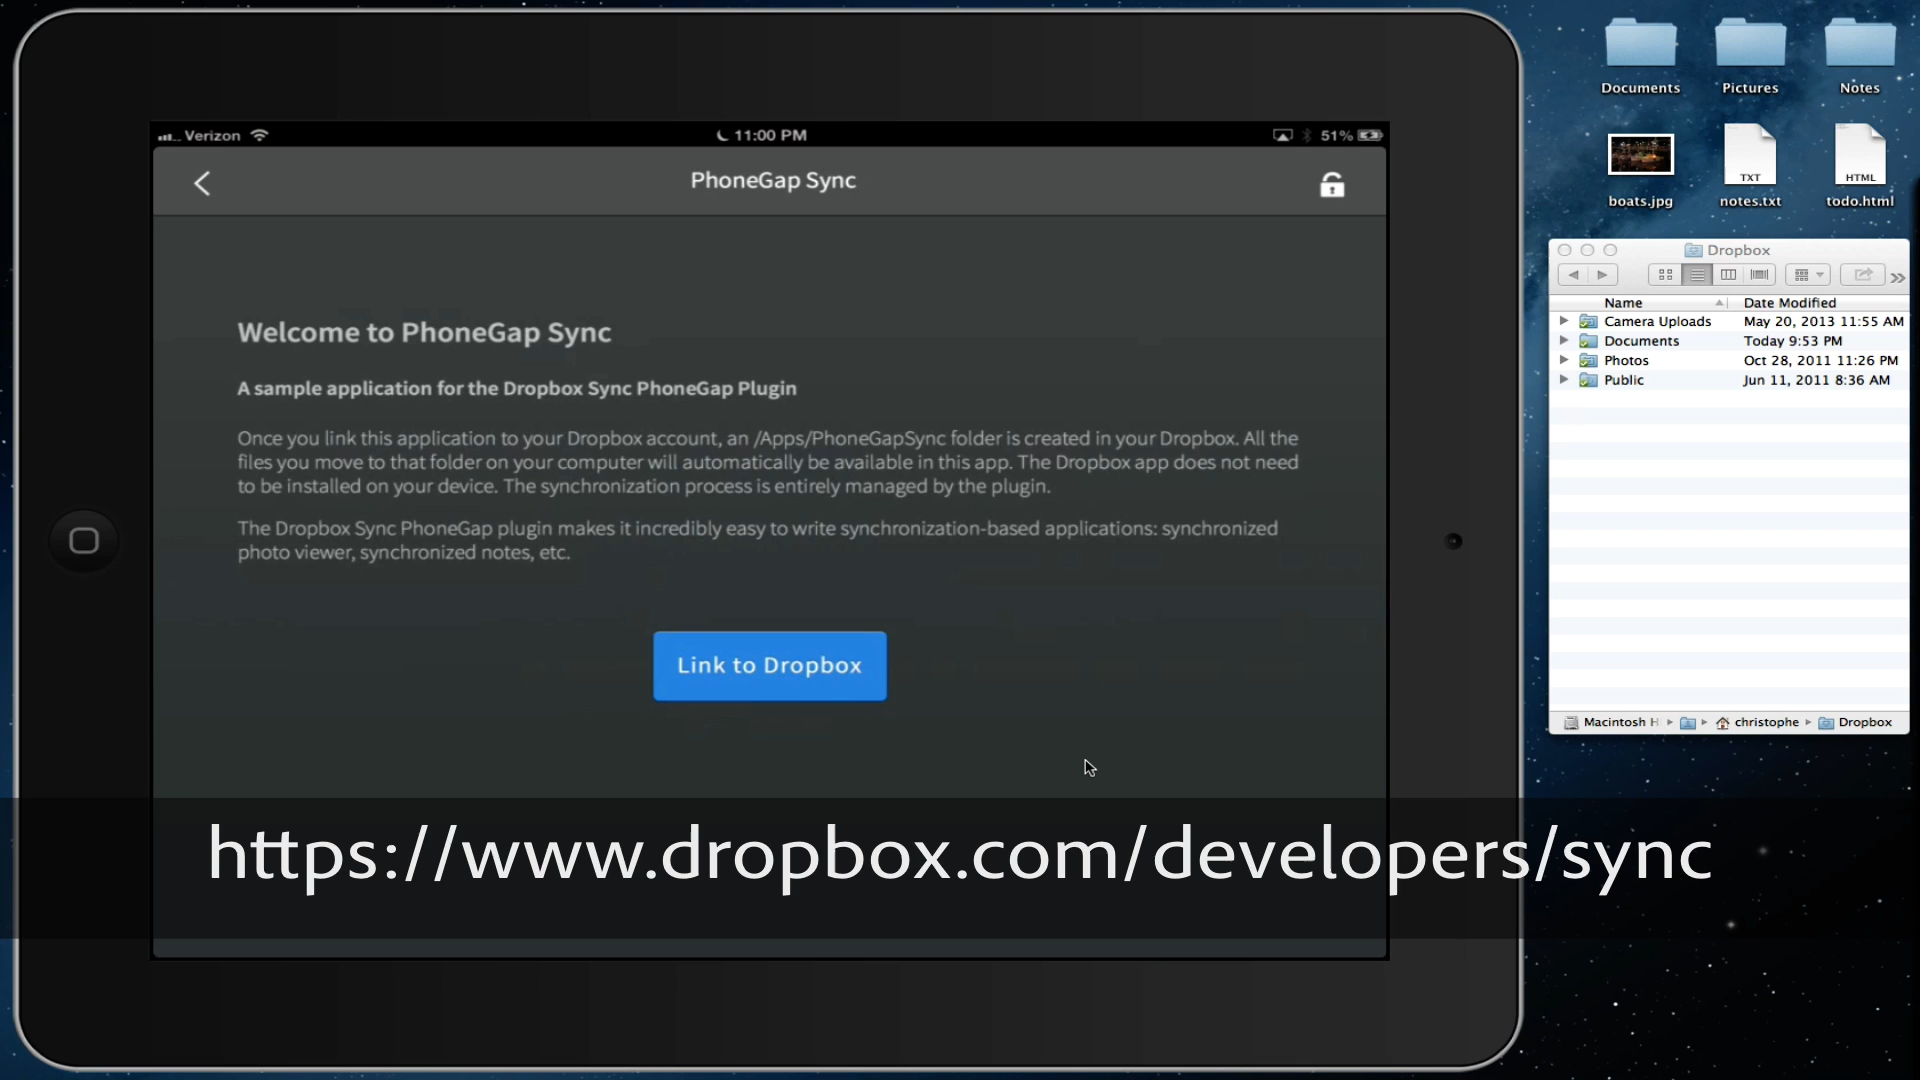 Verizon
11:00 PM
51%
PhoneGap Sync
Welcome to PhoneGap Sync
A sample application for the Dropbox Sync PhoneGap Plugin
Once you link this application to your Dropbox account, an /Apps/PhoneGapSync folder is created in your Dropbox. All the
files you move to that folder on your computer will automatically be available in this app. The Dropbox app does not need
to be installed on your device. The synchronization process is entirely managed by the plugin.
The Dropbox Sync PhoneGap plugin makes it incredibly easy to write synchronization-based applications: synchronized
photo viewer, synchronized notes, etc.
Link to Dropbox
https://www.dropbox.com/developers/sync
Documents Pictures Notes
TXT HTML
boats.jpg notes.txt todo.html
Dropbox
Name Date Modified
Camera Uploads May 20, 2013 11:55 AM
Documents Today 9:53 PM
Photos Oct 28, 2011 11:26 PM
Public Jun 11, 2011 8:36 AM
Macintosh H christophe Dropbox